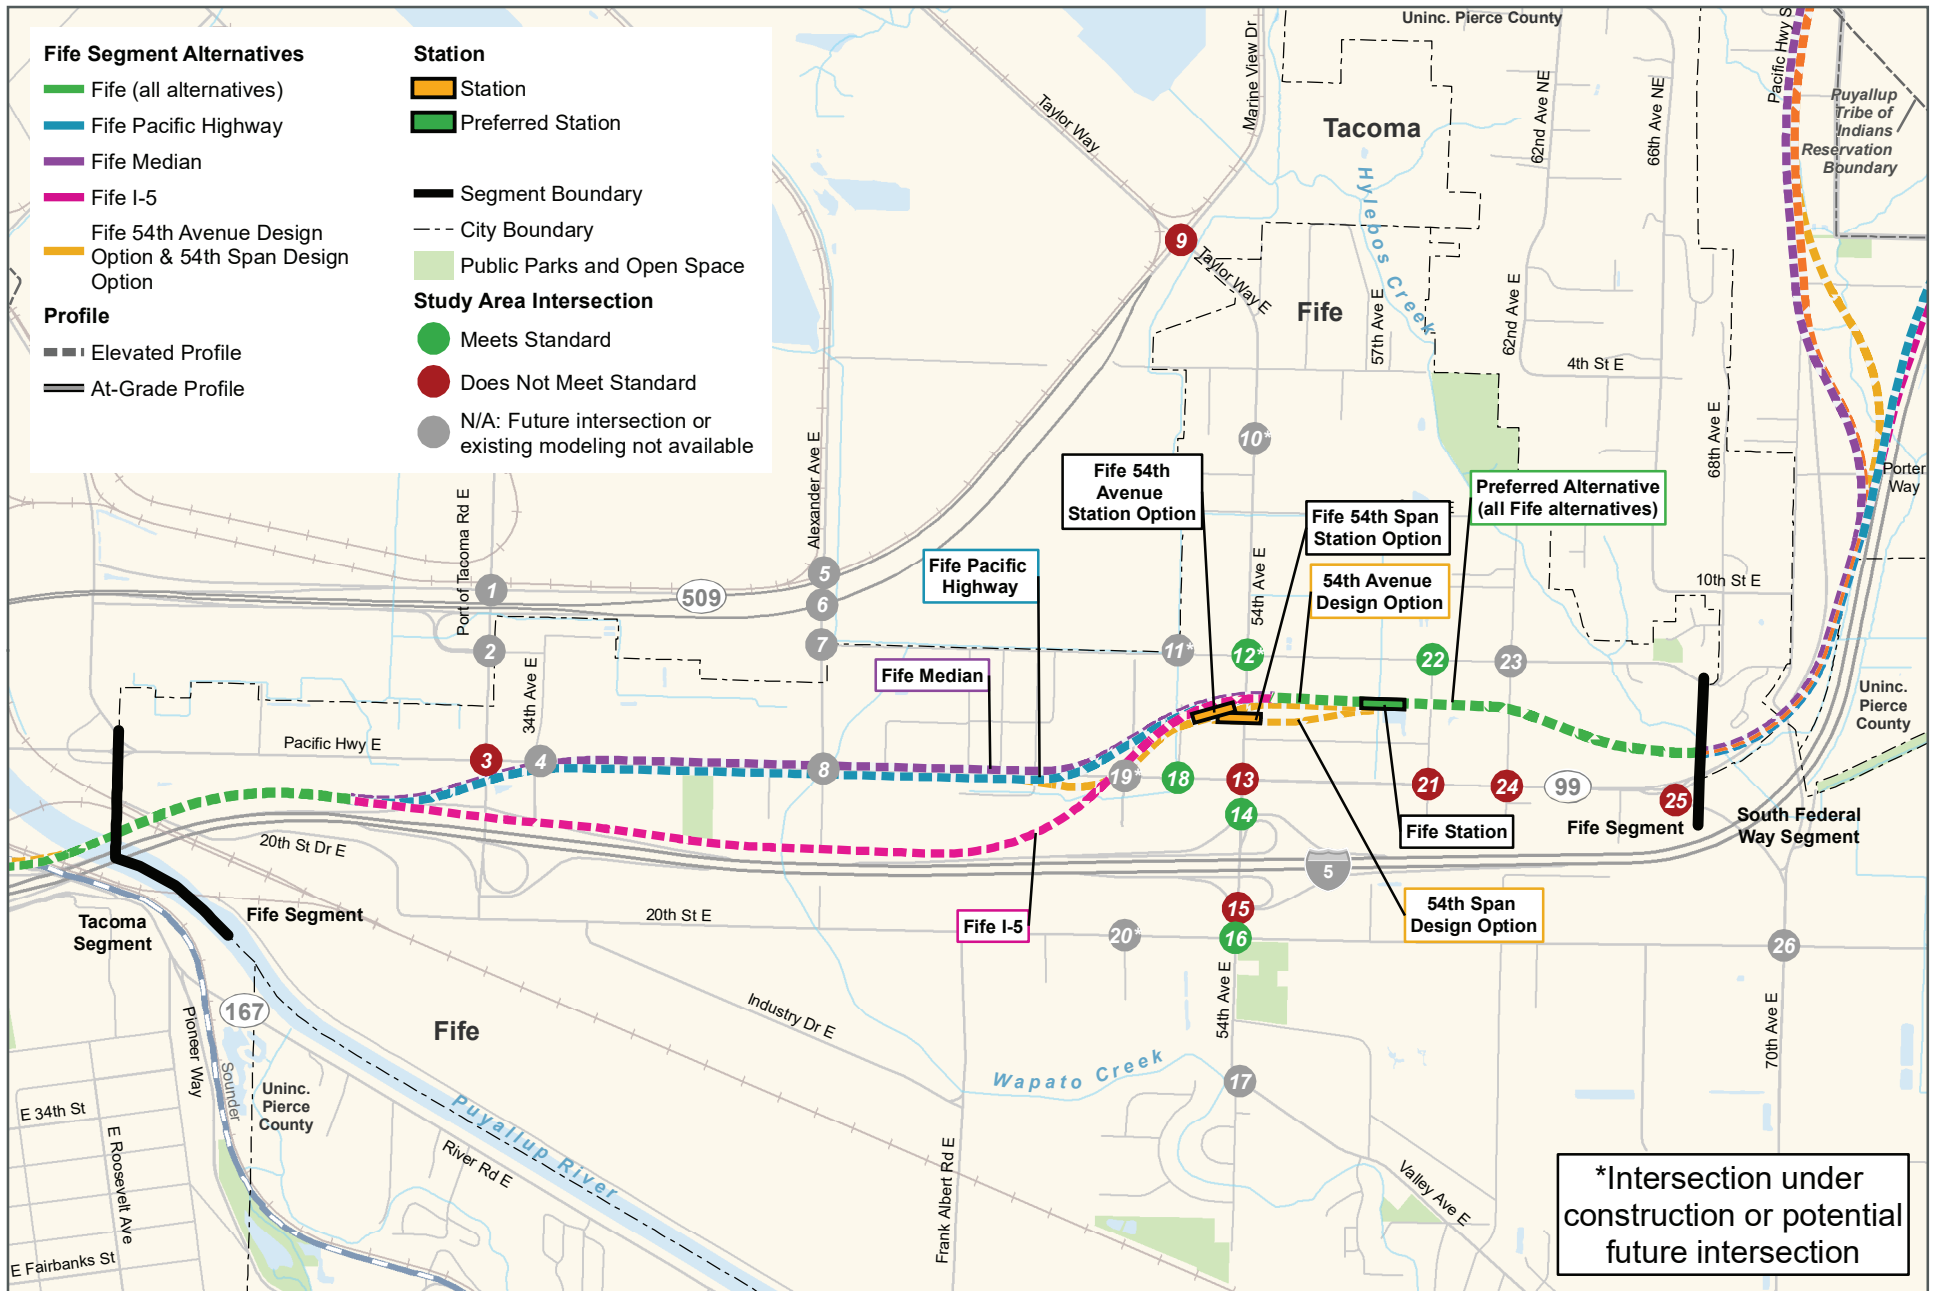 Fife Segment Alternatives
Fife (all alternatives)
Fife Pacific Highway
Fife Median
Fife I-5
Fife 54th Avenue Design
Option & 54th Span Design
Option
Profile
Elevated Profile
At-Grade Profile
Station
Station
Preferred Station
Segment Boundary
City Boundary
Public Parks and Open Space
Study Area Intersection
Meets Standard
Does Not Meet Standard
N/A: Future intersection or
existing modeling not available
Uninc. Pierce County
Marine View Dr
Taylor Way
Tacoma
Hylebos Creek
62nd Ave NE
66th Ave NE
Pacific Hwy S
Puyallup
Tribe of
Indians
Reservation
Boundary
9
Taylor Way E
Fife
57th Ave E
62nd Ave E
4th St E
68th Ave E
10*
Alexander Ave E
Port of Tacoma Rd E
Fife 54th
Avenue
Station Option
Fife 54th Span
Station Option
Preferred Alternative
(all Fife alternatives)
E
Porter
Way
Fife Pacific
Highway
54th Avenue
Design Option
54th Ave E
10th St E
1
509
5
6
2
7
11*
12*
22
23
34th Ave E
Fife Median
Uninc.
Pierce
County
Pacific Hwy E
3
4
8
19*
18
13
21
24
99
25
14
Fife Station
Fife Segment
South Federal
Way Segment
20th St Dr E
5
Tacoma
Segment
Fife Segment
20th St E
Fife I-5
20*
15
16
54th Span
Design Option
26
167
Fife
Industry Dr E
54th Ave E
70th Ave E
Pioneer Way
Sounder
Uninc.
Pierce
County
Wapato Creek
17
E 34th St
E Roosevelt Ave
Puyallup River
River Rd E
Frank Albert Rd E
Valley Ave E
E Fairbanks St
*Intersection under
construction or potential
future intersection